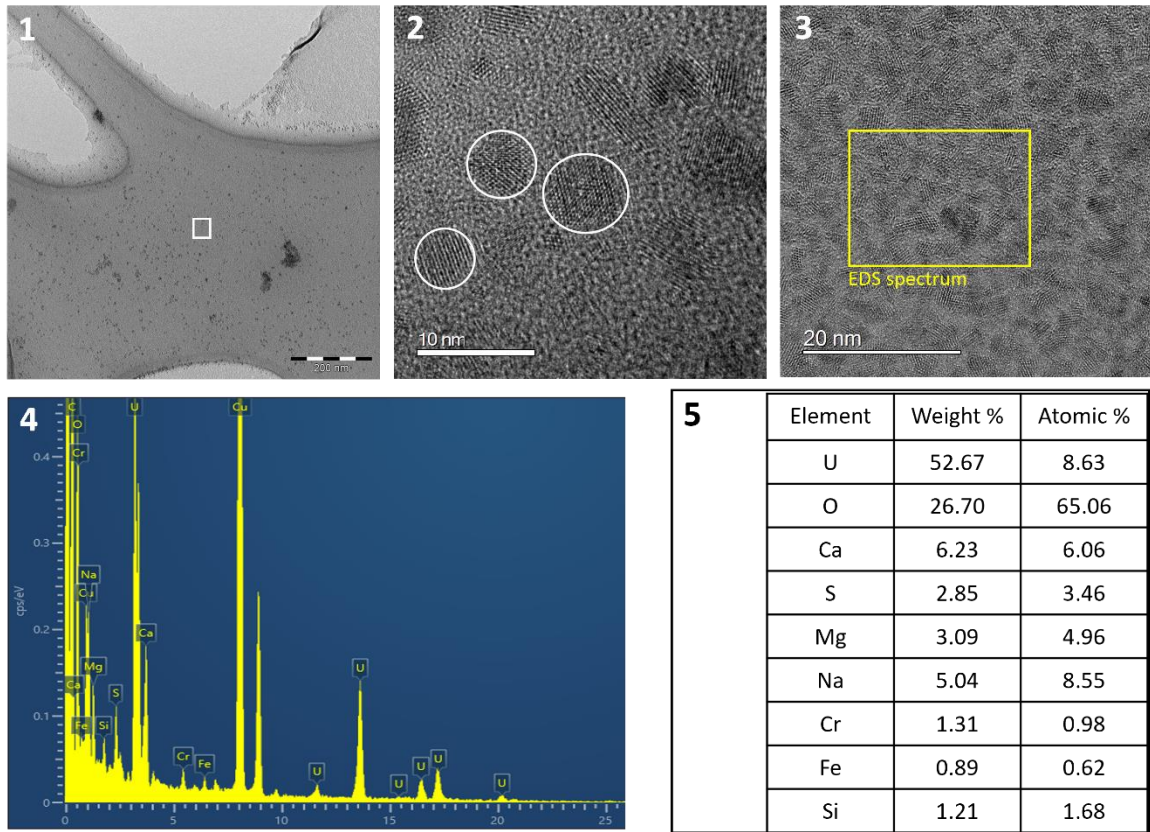 1
200 nm
2
10 nm
3
EDS spectrum
20 nm
4
C
O
Cr
Na
Cu
Mg
Ca
Fe
Si
S
U
Ca
Cr
Fe
Cu
U
U
U
U
U
U
cps/eV
0.4
0.3
0.2
0.1
0
0 5 10 15 20 25
5
Element Weight % Atomic %
U 52.67 8.63
O 26.70 65.06
Ca 6.23 6.06
S 2.85 3.46
Mg 3.09 4.96
Na 5.04 8.55
Cr 1.31 0.98
Fe 0.89 0.62
Si 1.21 1.68